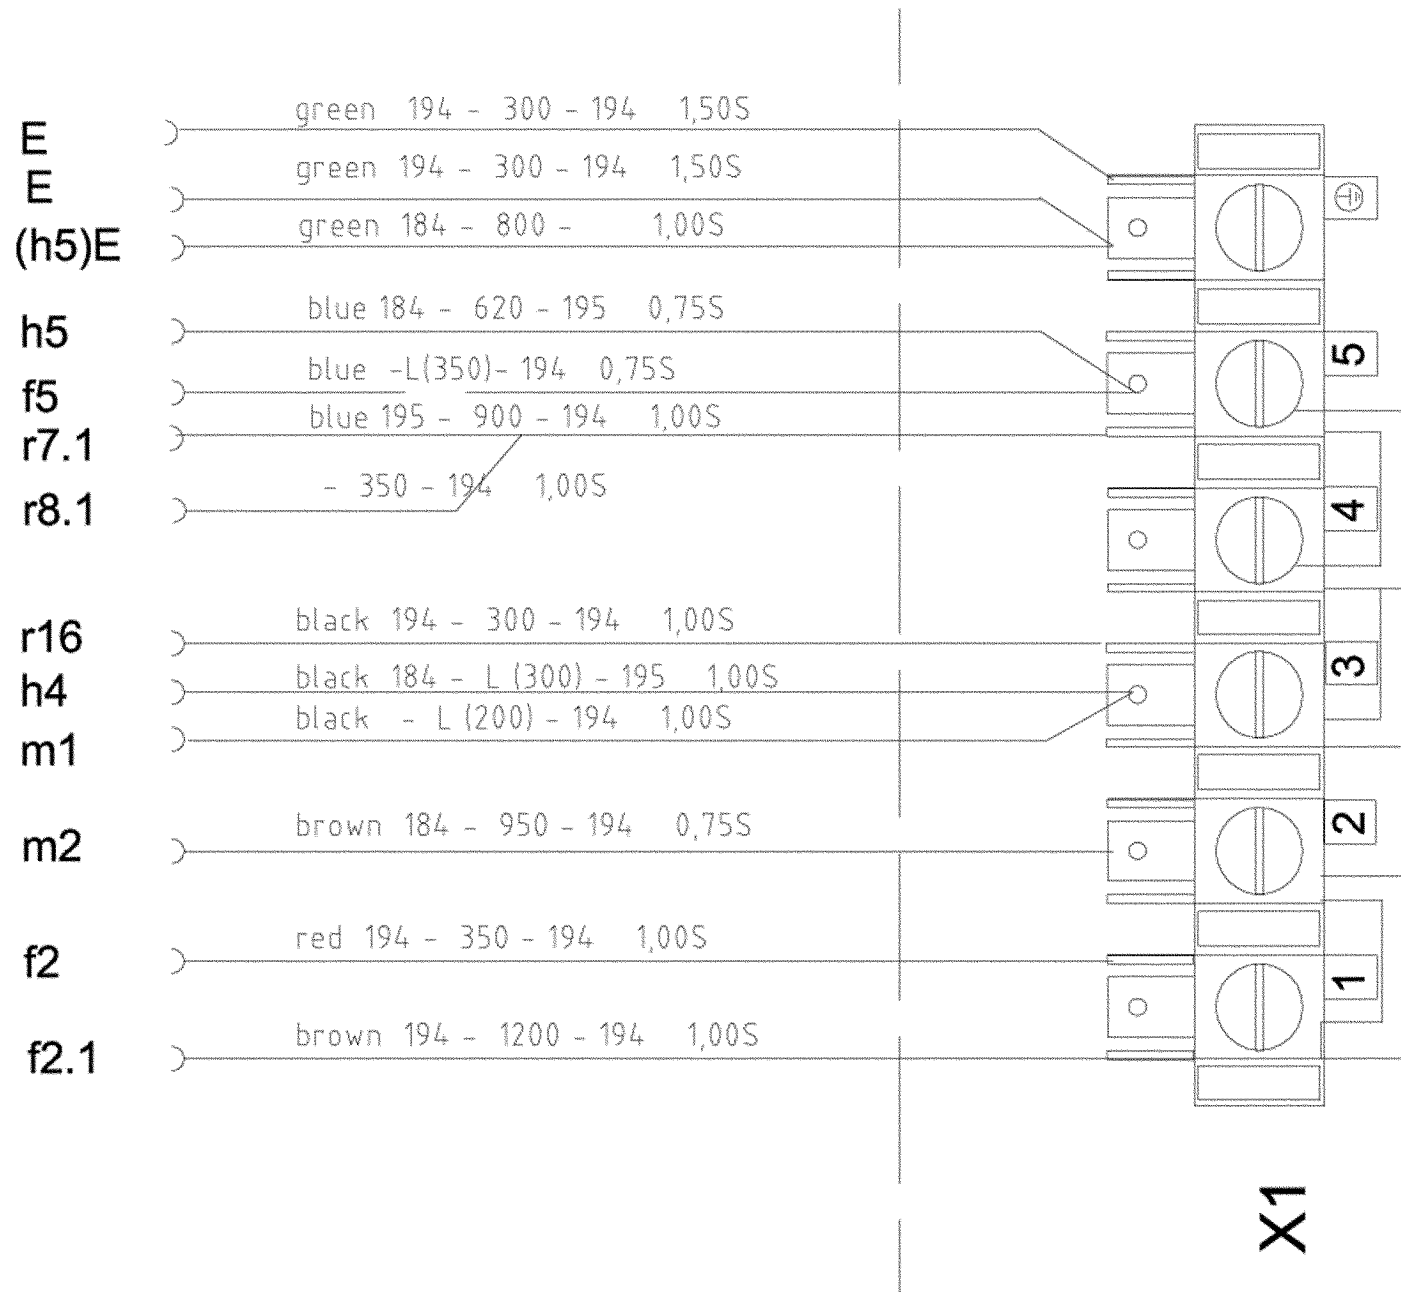 E green 194 - 300 - 194 1,50S
E green 194 - 300 - 194 1,50S
(h5)E green 184 - 800 - 1,00S
h5 blue 184 - 620 - 195 0,75S
5
f5 blue -L(350)- 194 0,75S
r7.1 blue 195 - 900 - 194 1,00S
r8.1 - 350 - 194 1,00S
4
r16 black 194 - 300 - 194 1,00S
3
h4 black 184 - L (300) - 195 1,00S
m1 black - L (200) - 194 1,00S
m2 brown 184 - 950 - 194 0,75S
2
f2 red 194 - 350 - 194 1,00S
1
f2.1 brown 194 - 1200 - 194 1,00S
X1